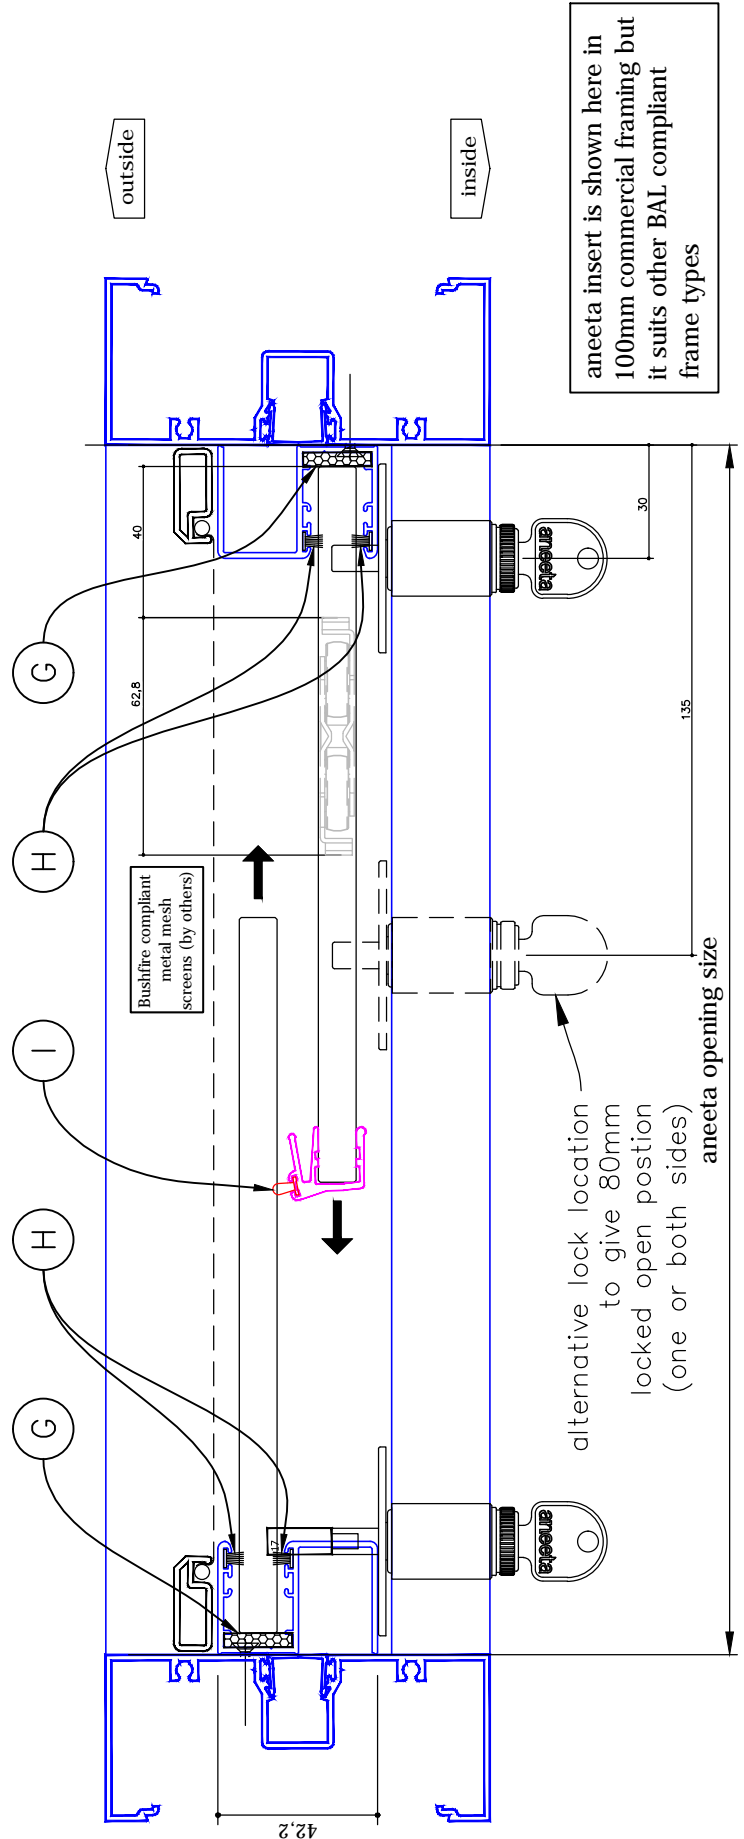 outside
inside
aneeta insert is shown here in
100mm commercial framing but
it suits other BAL compliant
frame types
G
H
I
H
G
40
62,8
Bushfire compliant
metal mesh
screens (by others)
30
135
aneeta
aneeta
17
42,2
alternative lock location
to give 80mm
locked open postion
(one or both sides)
aneeta opening size